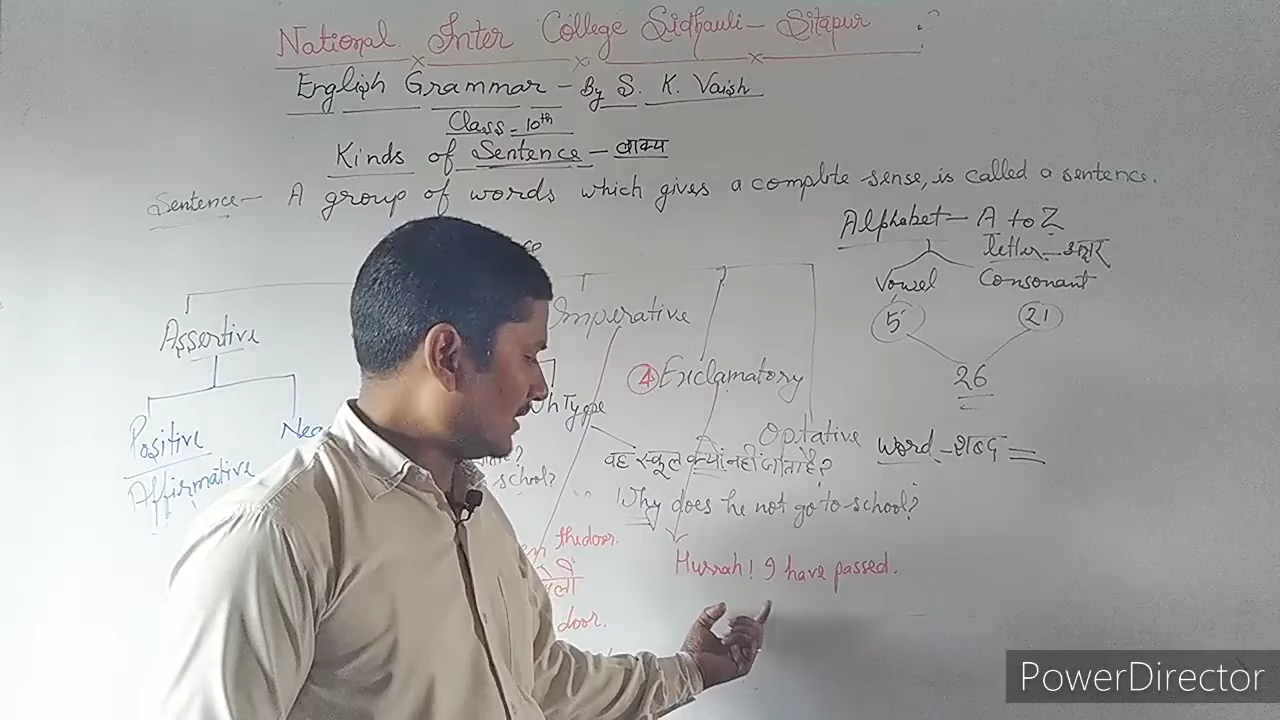 National Inter College Sidhauli - Sitapur
English Grammar - By S. K. Vaish
Class - 10th
Kinds of Sentence - वाक्य
Sentence - A group of words which gives a complete sense, is called a sentence.
Alphabet - A to Z
letter - अक्षर
Vowel Consonant
5 21
26
Assertive
Imperative
④ Exclamatory
Positive
Affirmative
Wh Type
Optative
word - शब्द =
school?
वह स्कूल क्यों नहीं जाता है?
Why does he not go to school?
the door.
Hurrah! I have passed.
door.
PowerDirector